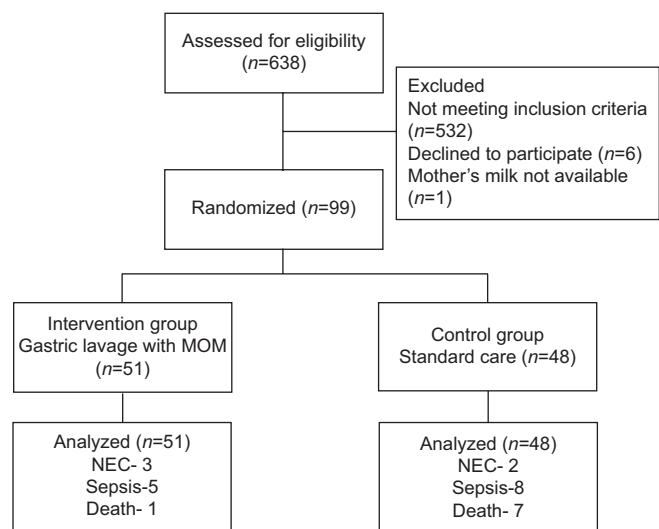 Assessed for eligibility
(n=638)
Excluded
Not meeting inclusion criteria
(n=532)
Declined to participate (n=6)
Mother's milk not available
(n=1)
Randomized (n=99)
Intervention group
Gastric lavage with MOM
(n=51)
Control group
Standard care (n=48)
Analyzed (n=51)
NEC- 3
Sepsis-5
Death- 1
Analyzed (n=48)
NEC- 2
Sepsis-8
Death- 7